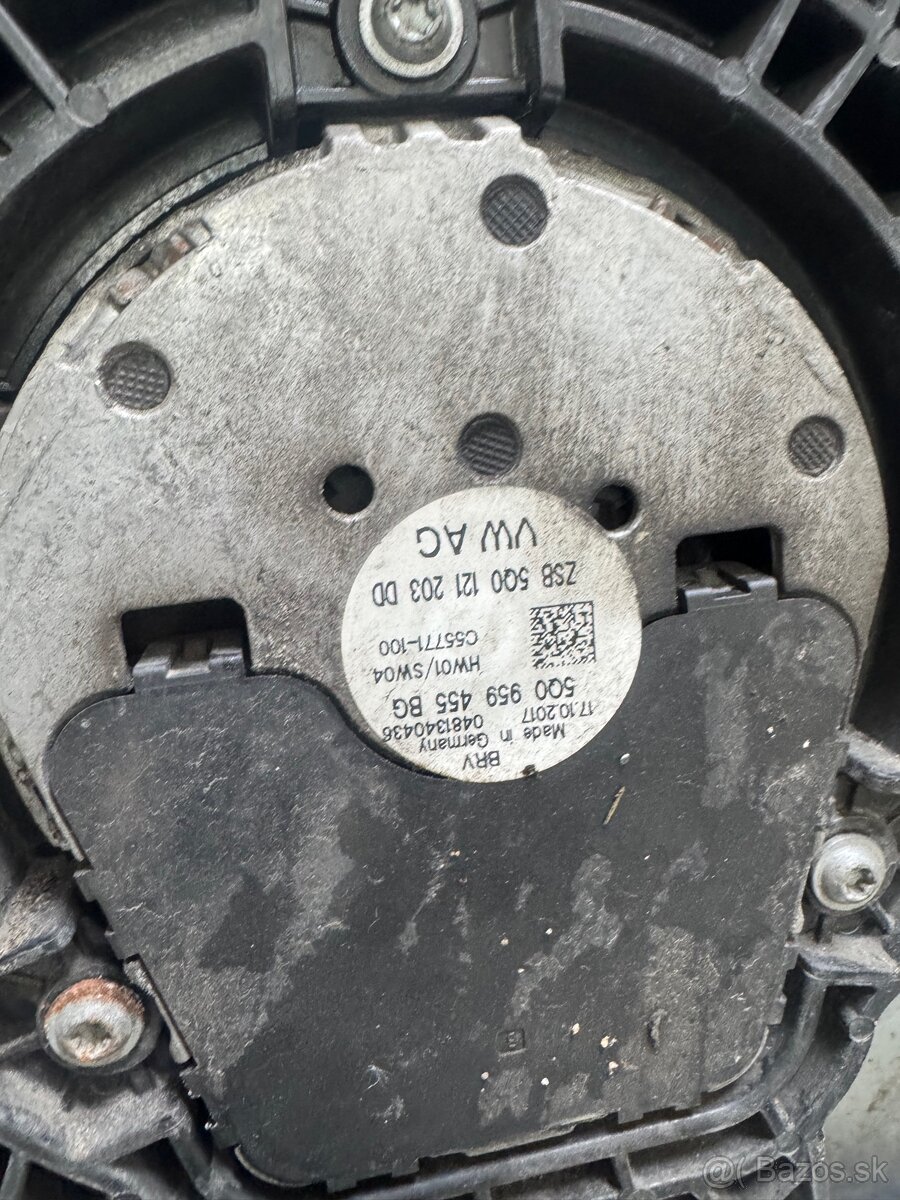 VW AG
ZSB 5Q0 121 203 DD
C55771-100
HW01/SW04
5Q0 959 455 BG
17.10.2017 0481340436
Made in Germany
BRV
@( Bazos.sk